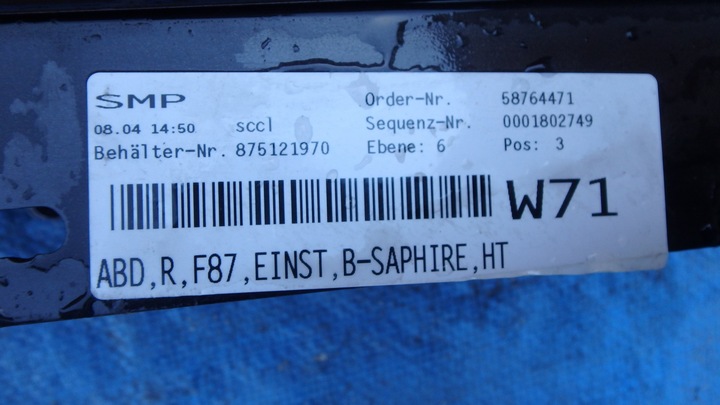 SMP Order-Nr. 58764471
08.04 14:50 sccl Sequenz-Nr. 0001802749
Behälter-Nr. 875121970 Ebene: 6 Pos: 3
W71
ABD,R,F87,EINST,B-SAPHIRE,HT